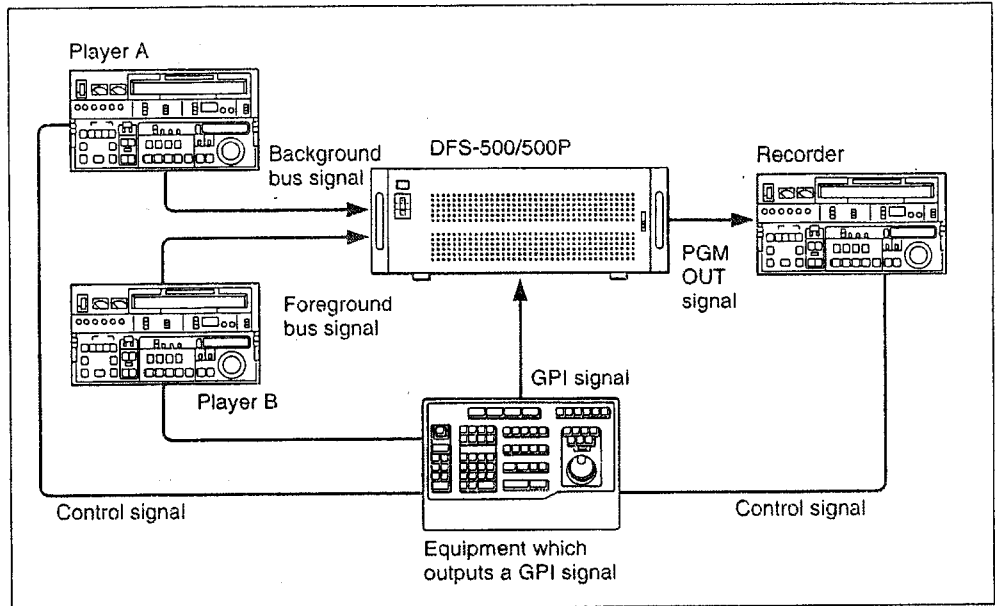 Player A
Background
bus signal
DFS-500/500P
Recorder
PGM
OUT
signal
Foreground
bus signal
Player B
GPI signal
Control signal
Control signal
Equipment which
outputs a GPI signal